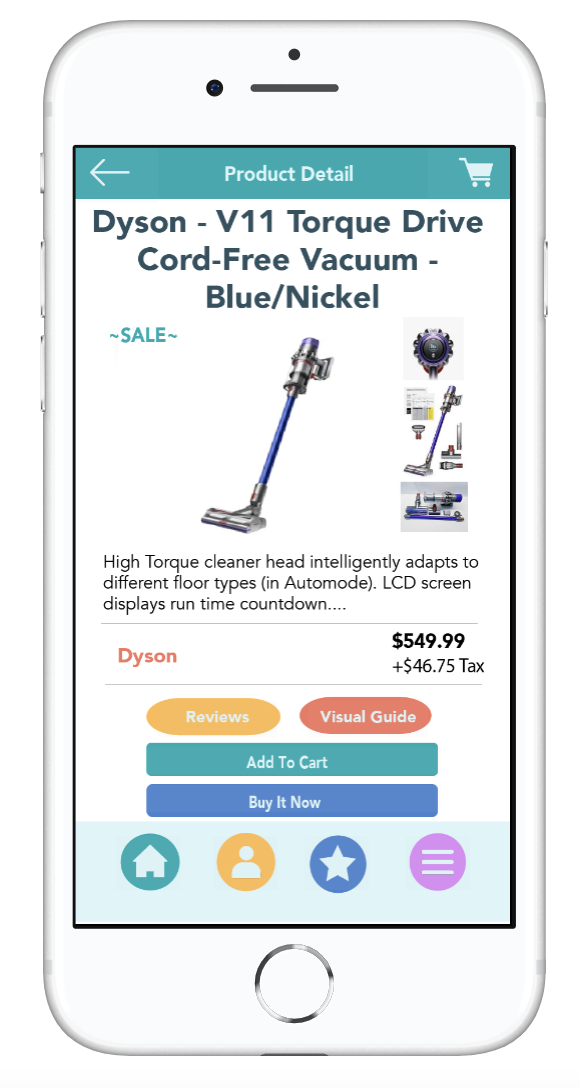 Product Detail
Dyson - V11 Torque Drive
Cord-Free Vacuum -
Blue/Nickel
~SALE~
High Torque cleaner head intelligently adapts to
different floor types (in Automode). LCD screen
displays run time countdown....
Dyson
$549.99
+$46.75 Tax
Reviews
Visual Guide
Add To Cart
Buy It Now